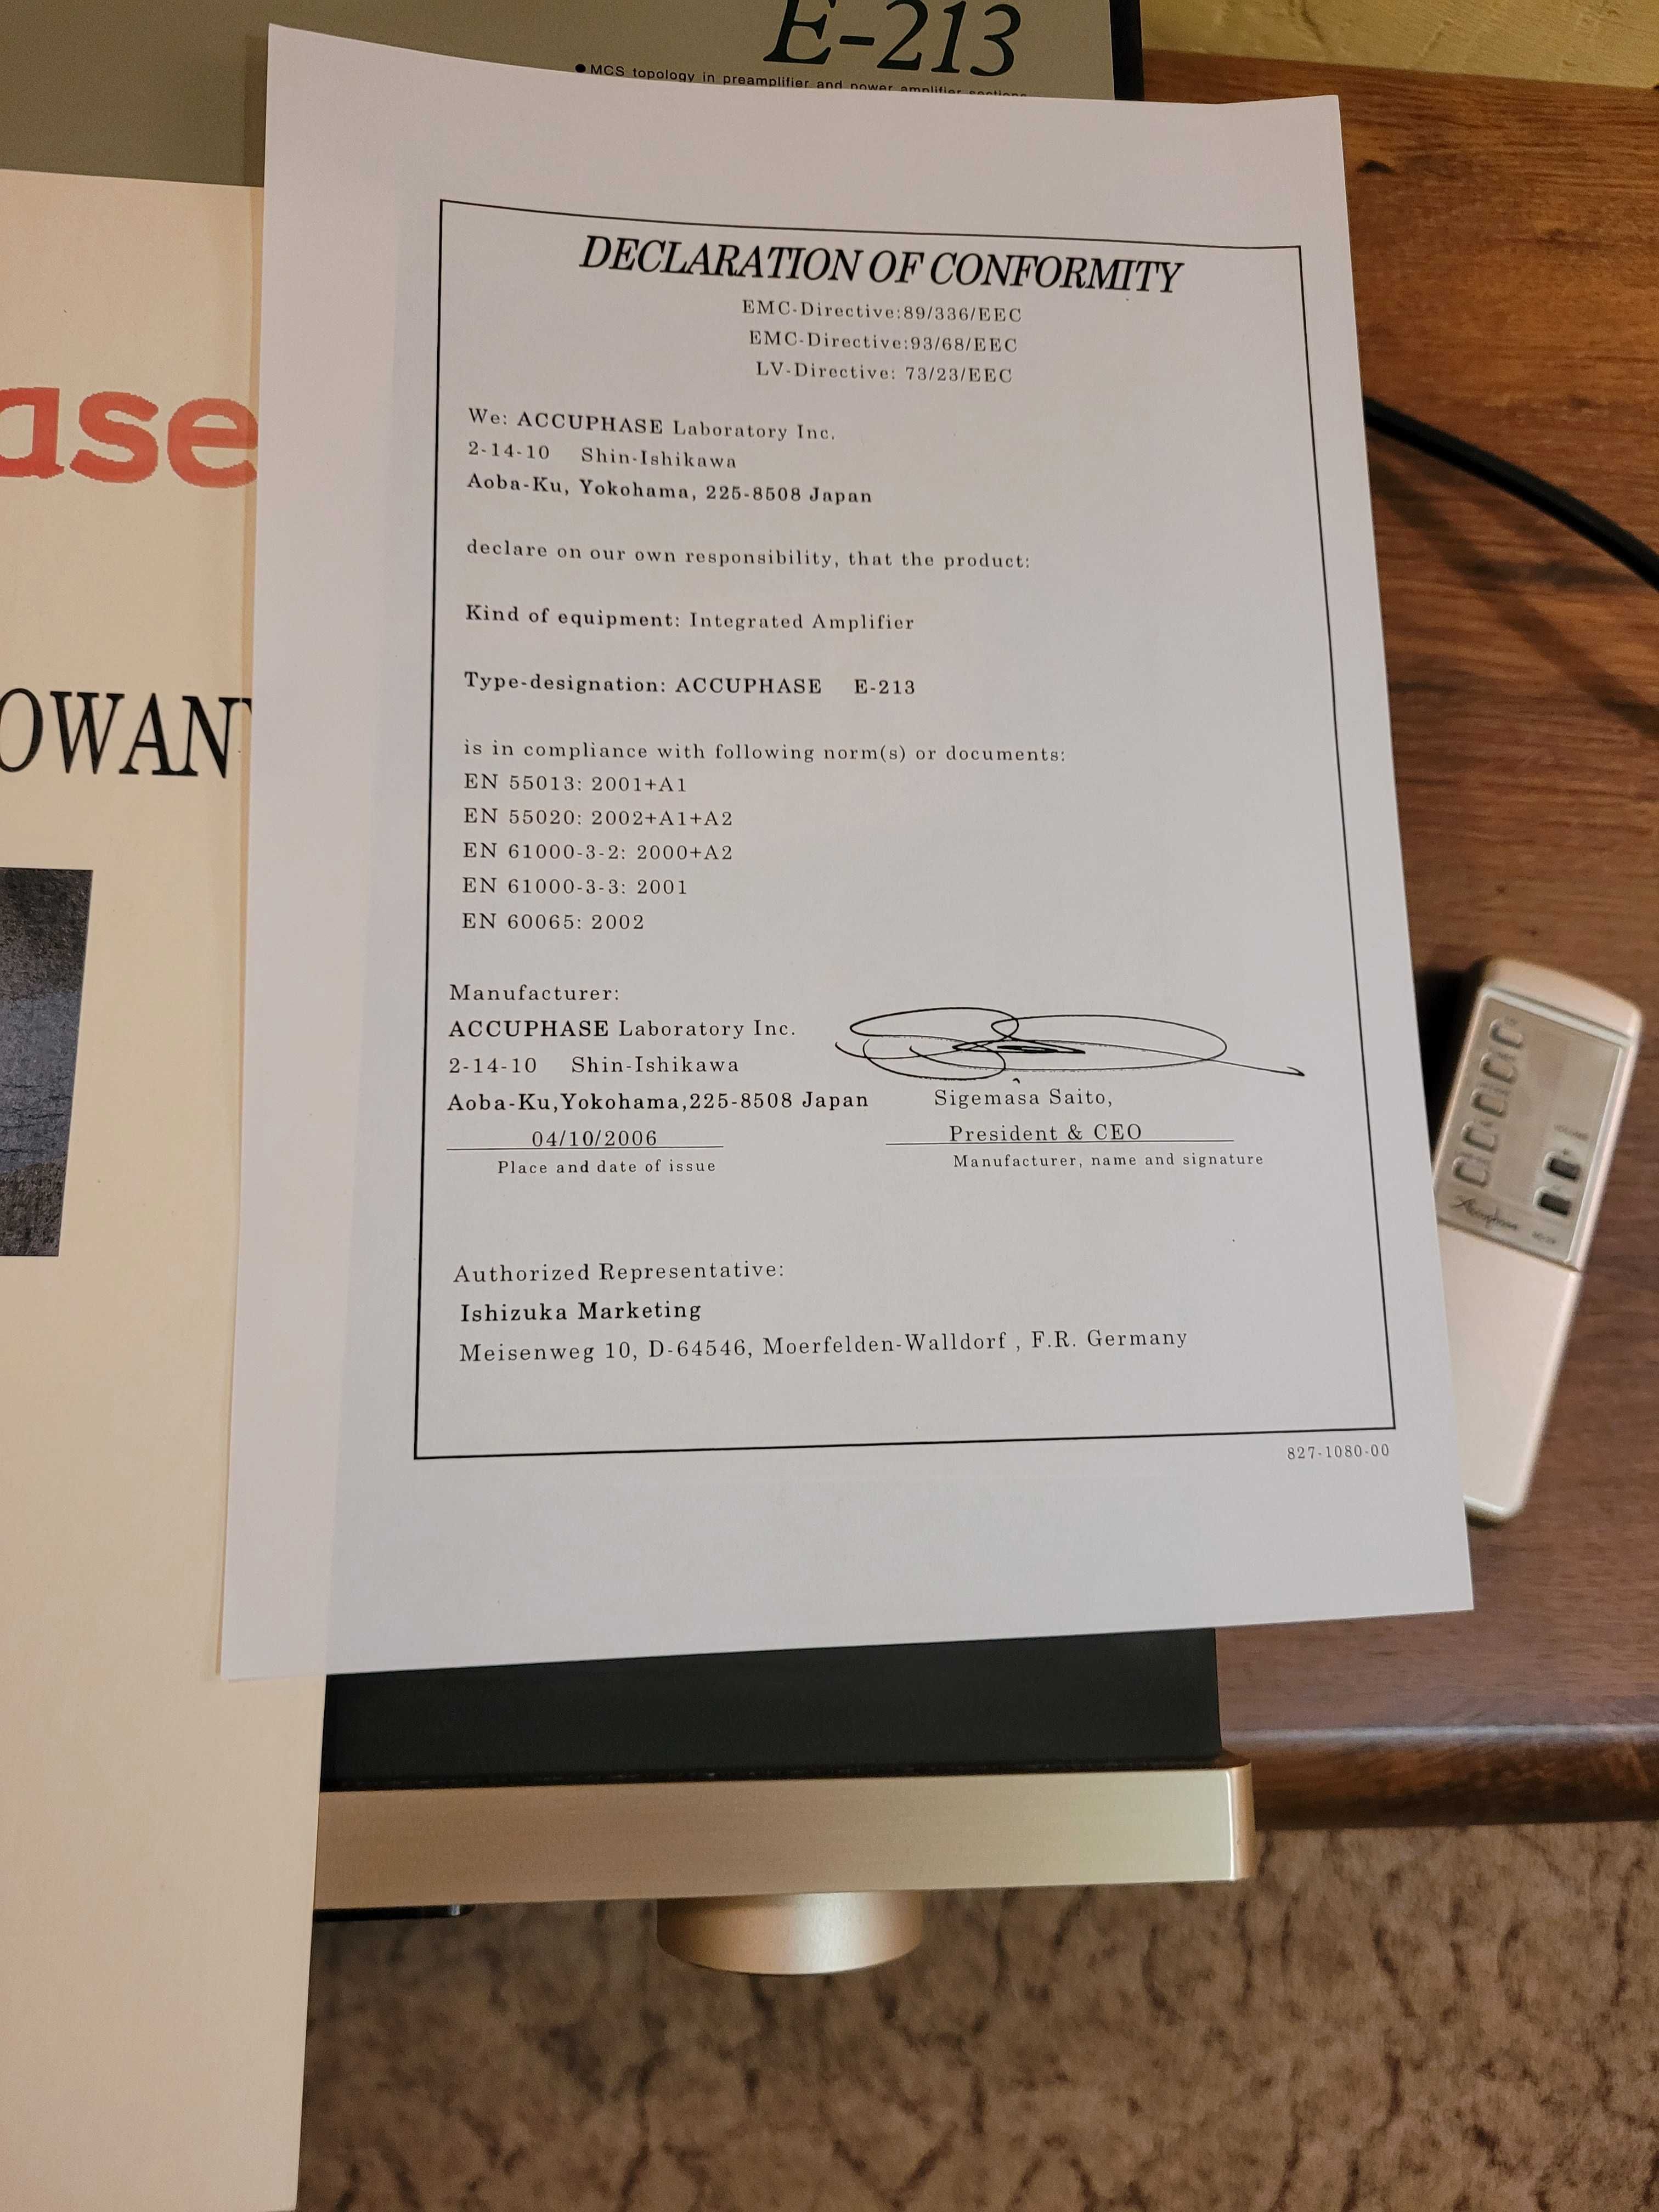 E-213
●MCS topology in preamplifier and power amplifier sections
ase
OWAN
DECLARATION OF CONFORMITY
EMC-Directive:89/336/EEC
EMC-Directive:93/68/EEC
LV-Directive: 73/23/EEC
We: ACCUPHASE Laboratory Inc.
2-14-10 Shin-Ishikawa
Aoba-Ku, Yokohama, 225-8508 Japan
declare on our own responsibility, that the product:
Kind of equipment: Integrated Amplifier
Type-designation: ACCUPHASE E-213
is in compliance with following norm(s) or documents:
EN 55013: 2001+A1
EN 55020: 2002+A1+A2
EN 61000-3-2: 2000+A2
EN 61000-3-3: 2001
EN 60065: 2002
Manufacturer:
ACCUPHASE Laboratory Inc.
2-14-10 Shin-Ishikawa
Aoba-Ku,Yokohama,225-8508 Japan
04/10/2006
Place and date of issue
Sigemasa Saito,
President & CEO
Manufacturer, name and signature
Authorized Representative:
Ishizuka Marketing
Meisenweg 10, D-64546, Moerfelden-Walldorf , F.R. Germany
827-1080-00
Accuphase
VOLUME